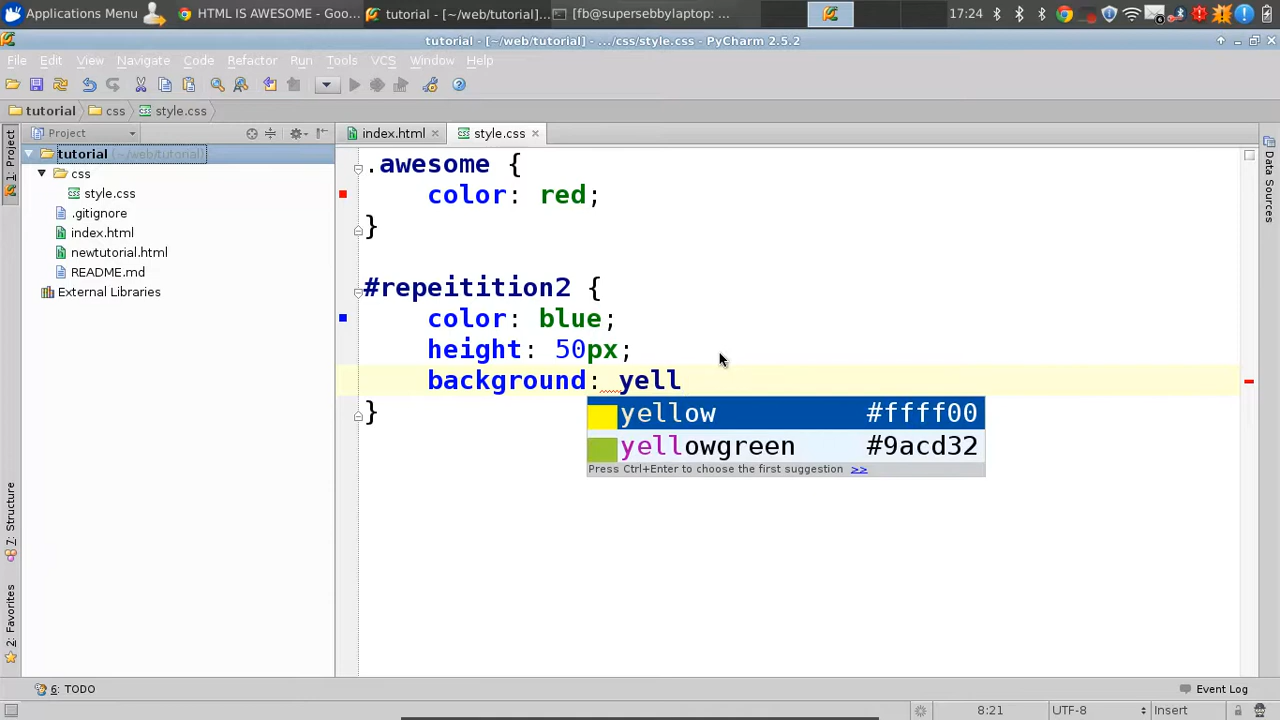 Applications Menu HTML IS AWESOME - Goo... tutorial - [~/web/tutorial]... [fb@supersebbylaptop: ... 17:24
tutorial - [~/web/tutorial] - .../css/style.css - PyCharm 2.5.2
File Edit View Navigate Code Refactor Run Tools VCS Window Help
tutorial css style.css
Project index.html style.css
1: Project
tutorial (~/web/tutorial)
css
style.css
.gitignore
index.html
newtutorial.html
README.md
External Libraries
.awesome {
color: red;
}
#repeitition2 {
color: blue;
height: 50px;
background: yell
}
yellow #ffff00
yellowgreen #9acd32
Press Ctrl+Enter to choose the first suggestion >>
Data Sources
7: Structure
2: Favorites
6: TODO Event Log
8:21 UTF-8 Insert